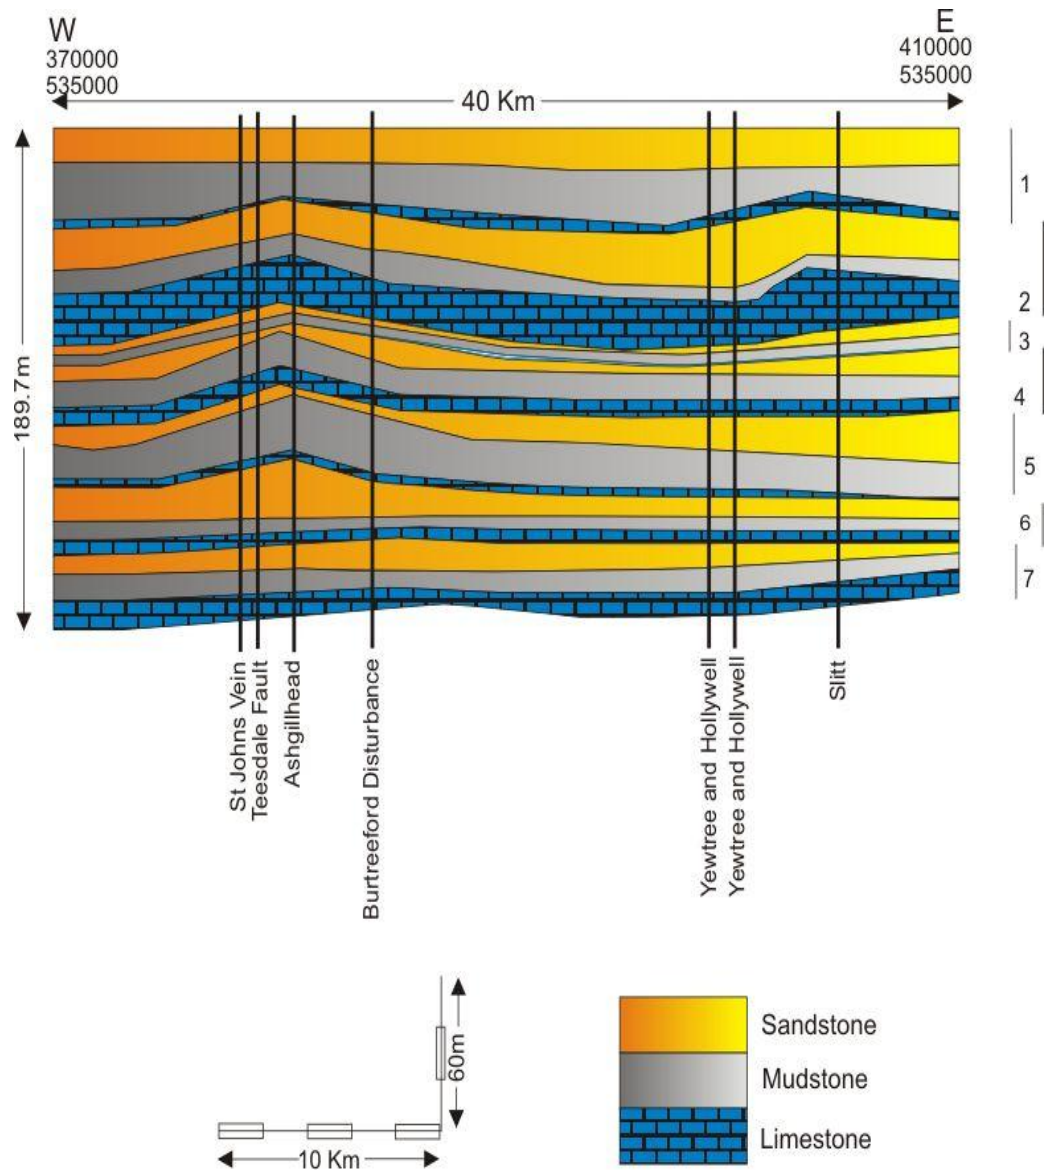 W
370000
535000
E
410000
535000
40 Km
189.7m
1
2
3
4
5
6
7
St Johns Vein
Teesdale Fault
Ashgillhead
Burtreeford Disturbance
Yewtree and Hollywell
Yewtree and Hollywell
Slitt
60m
10 Km
Sandstone
Mudstone
Limestone